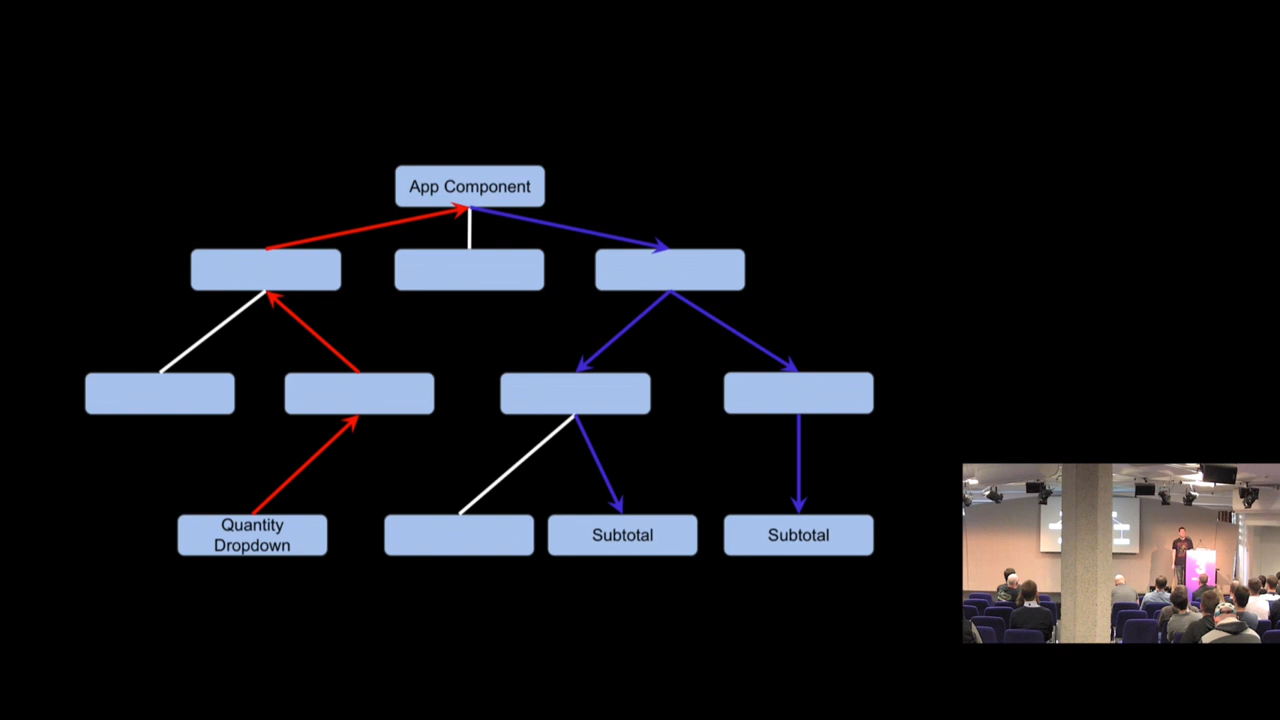 App Component
Quantity
Dropdown
Subtotal
Subtotal